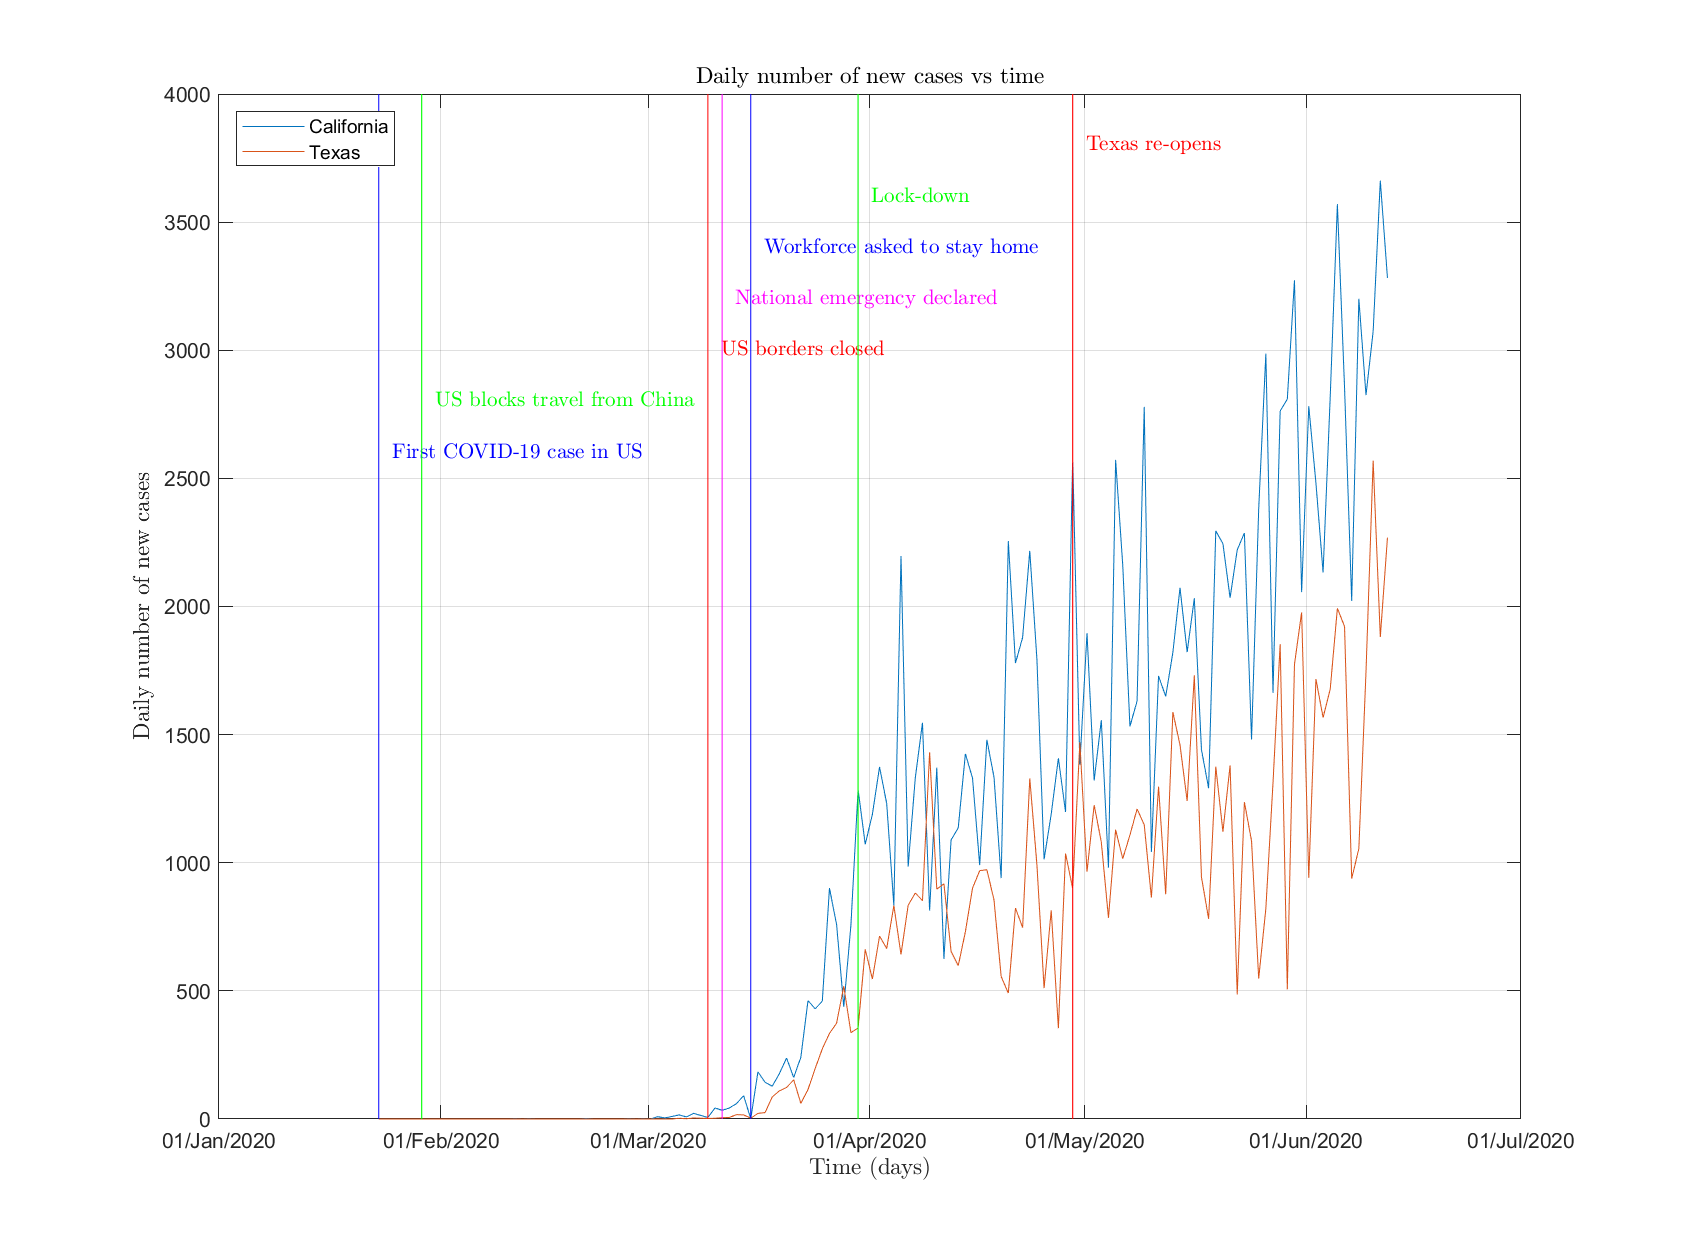 Daily number of new cases vs time
4000
3500
3000
2500
2000
1500
1000
500
0
Daily number of new cases
California
Texas
Texas re-opens
Lock-down
Workforce asked to stay home
National emergency declared
US borders closed
US blocks travel from China
First COVID-19 case in US
01/Jan/2020
01/Feb/2020
01/Mar/2020
01/Apr/2020
01/May/2020
01/Jun/2020
01/Jul/2020
Time (days)